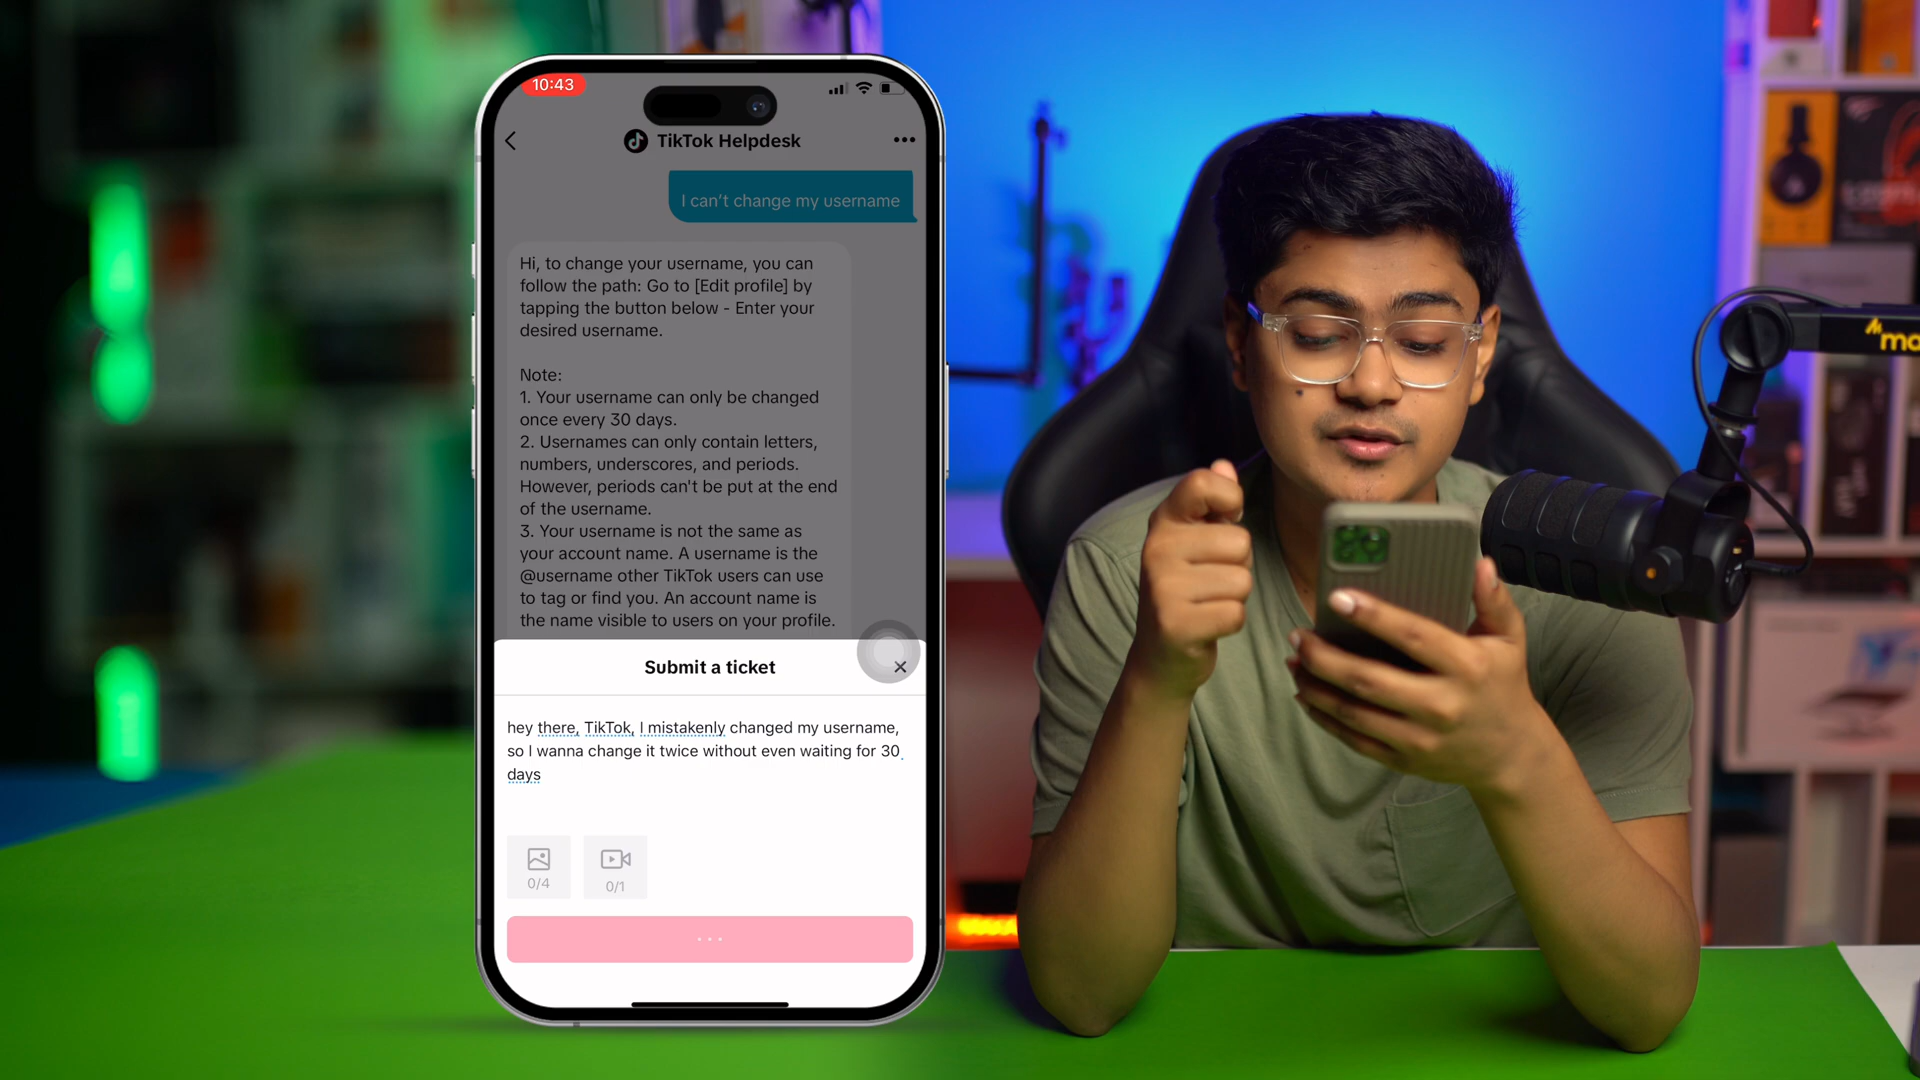 10:43
TikTok Helpdesk
I can't change my username
Hi, to change your username, you can
follow the path: Go to [Edit profile] by
tapping the button below - Enter your
desired username.
Note:
1. Your username can only be changed
once every 30 days.
2. Usernames can only contain letters,
numbers, underscores, and periods.
However, periods can't be put at the end
of the username.
3. Your username is not the same as
your account name. A username is the
@username other TikTok users can use
to tag or find you. An account name is
the name visible to users on your profile.
Submit a ticket
hey there, TikTok, I mistakenly changed my username,
so I wanna change it twice without even waiting for 30
days
0/4
0/1